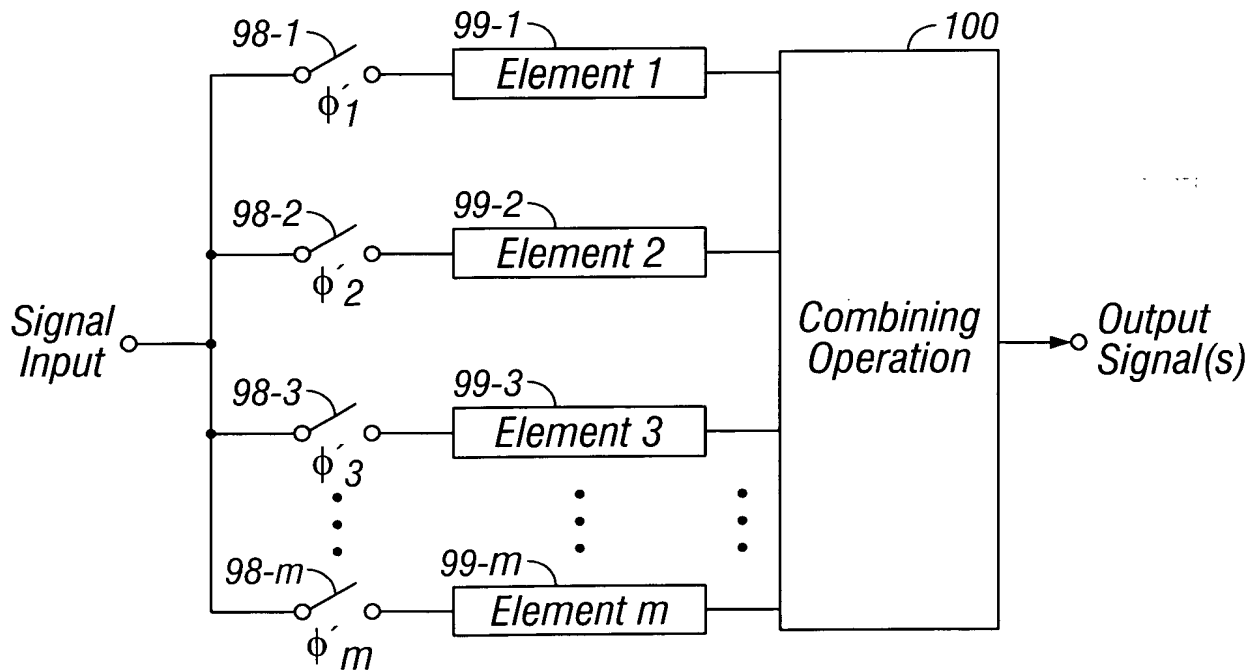 98-1
99-1
100
Element 1
ϕ′1
98-2
99-2
Element 2
ϕ′2
Signal
Input
Combining
Operation
Output
Signal(s)
98-3
99-3
Element 3
ϕ′3
98-m
99-m
Element m
ϕ′m